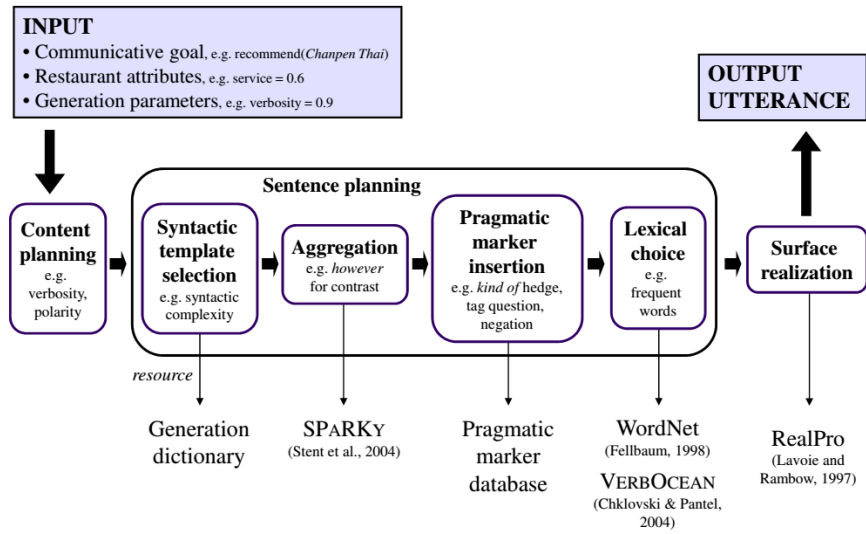 INPUT
• Communicative goal, e.g. recommend(Chanpen Thai)
• Restaurant attributes, e.g. service = 0.6
• Generation parameters, e.g. verbosity = 0.9
OUTPUT
UTTERANCE
Sentence planning
Content
planning
e.g.
verbosity,
polarity
Syntactic
template
selection
e.g. syntactic
complexity
Aggregation
e.g. however
for contrast
Pragmatic
marker
insertion
e.g. kind of hedge,
tag question,
negation
Lexical
choice
e.g.
frequent
words
Surface
realization
resource
Generation
dictionary
SPARKY
(Stent et al., 2004)
Pragmatic
marker
database
WordNet
(Fellbaum, 1998)
VERBOCEAN
(Chklovski & Pantel,
2004)
RealPro
(Lavoie and
Rambow, 1997)